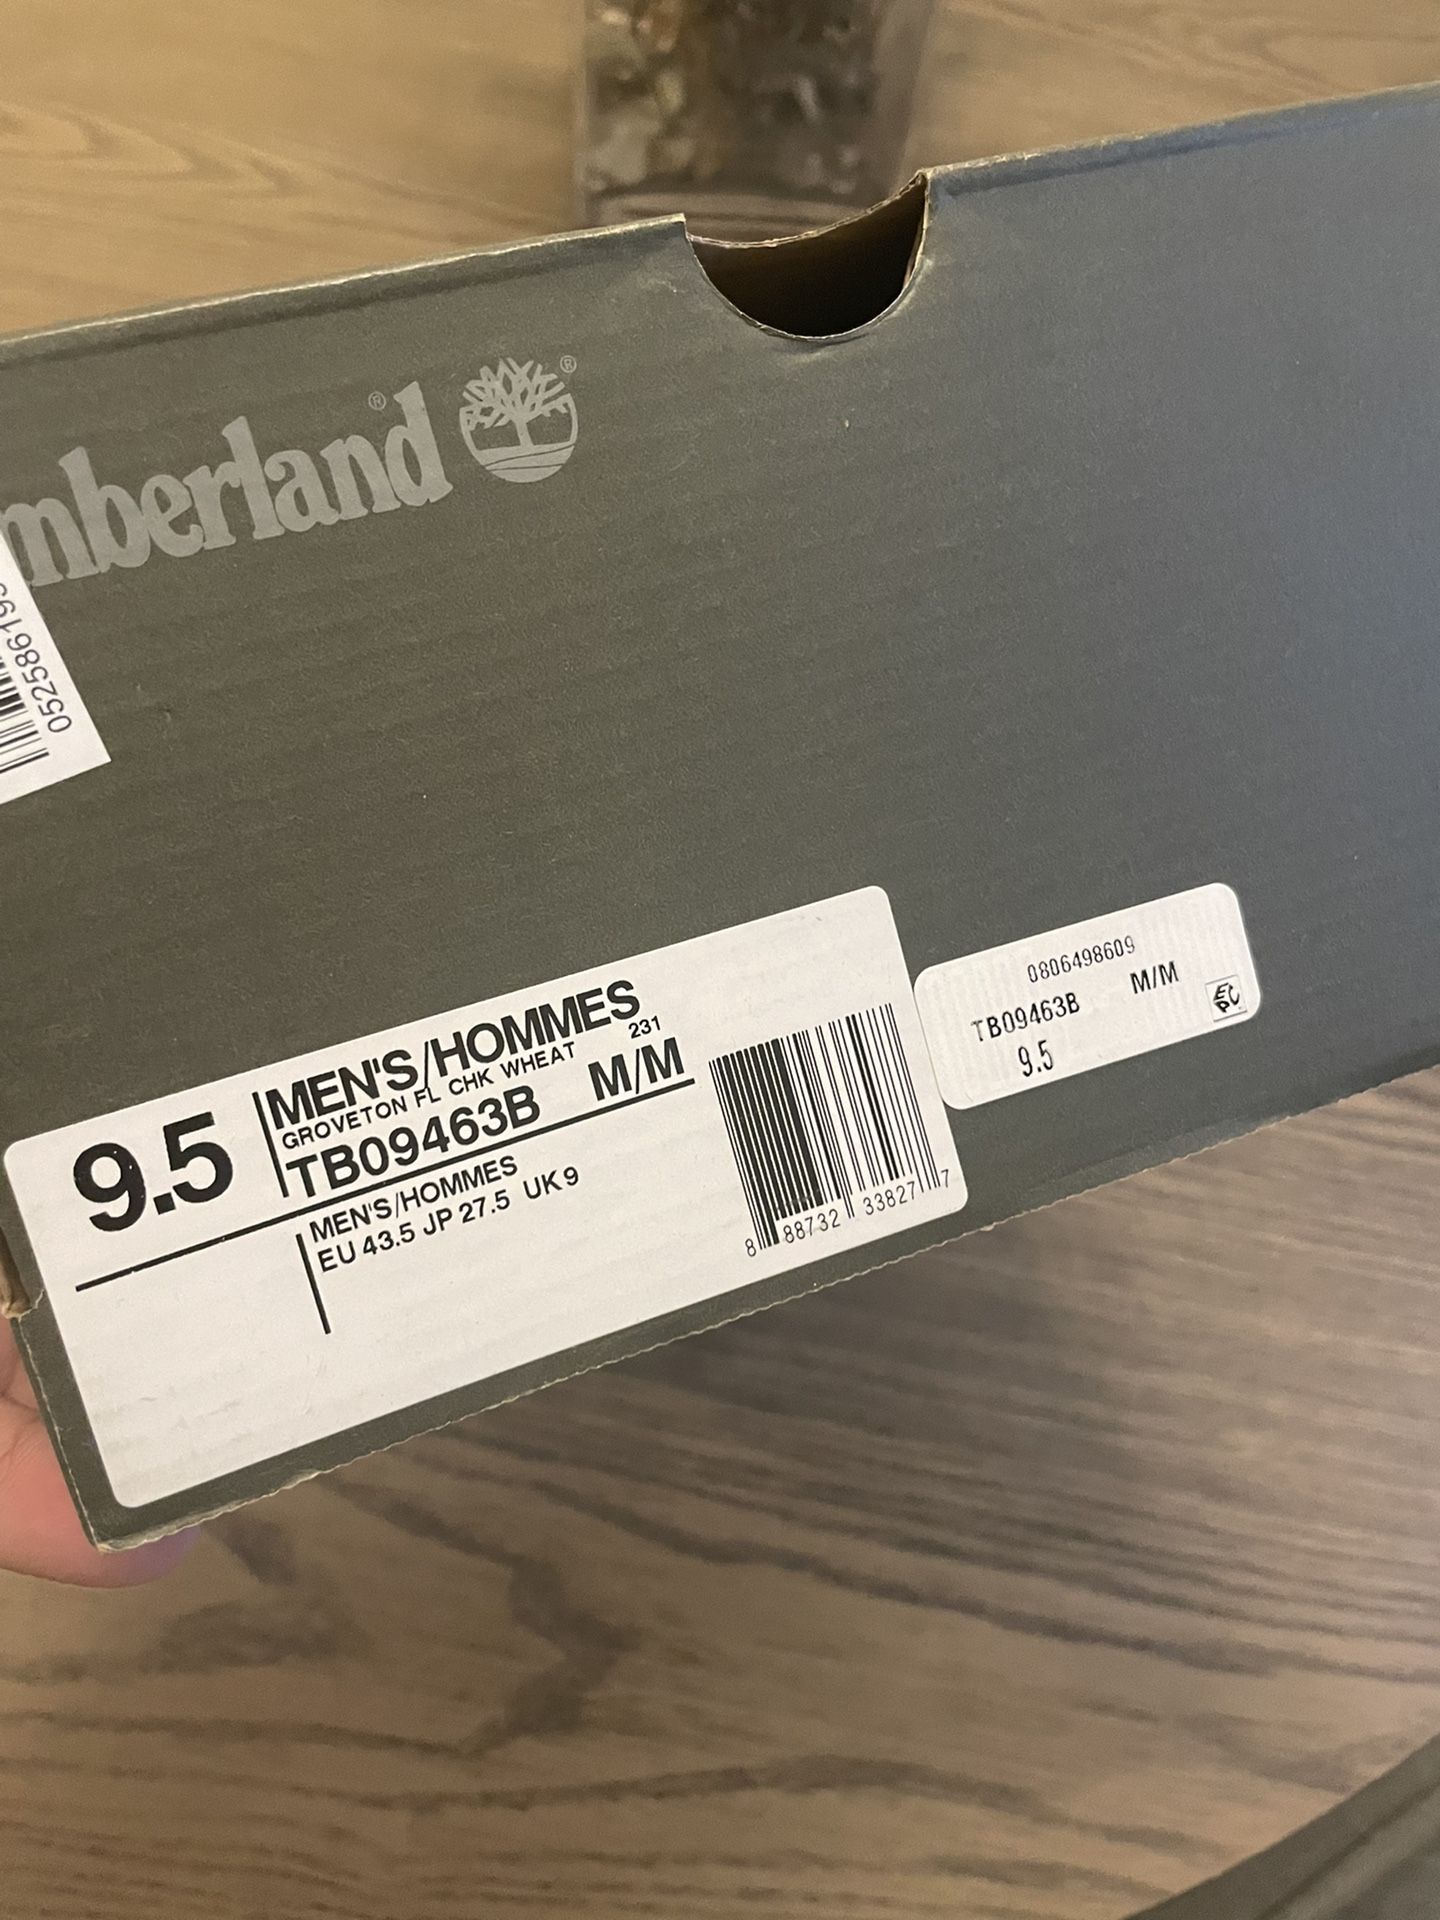 mberland®
®
0806498609
TB09463B M/M
9.5
EPC
9.5
MEN'S/HOMMES
GROVETON FL CHK WHEAT 231
TB09463B M/M
MEN'S/HOMMES
EU 43.5 JP 27.5 UK 9
8 88732 33827 7